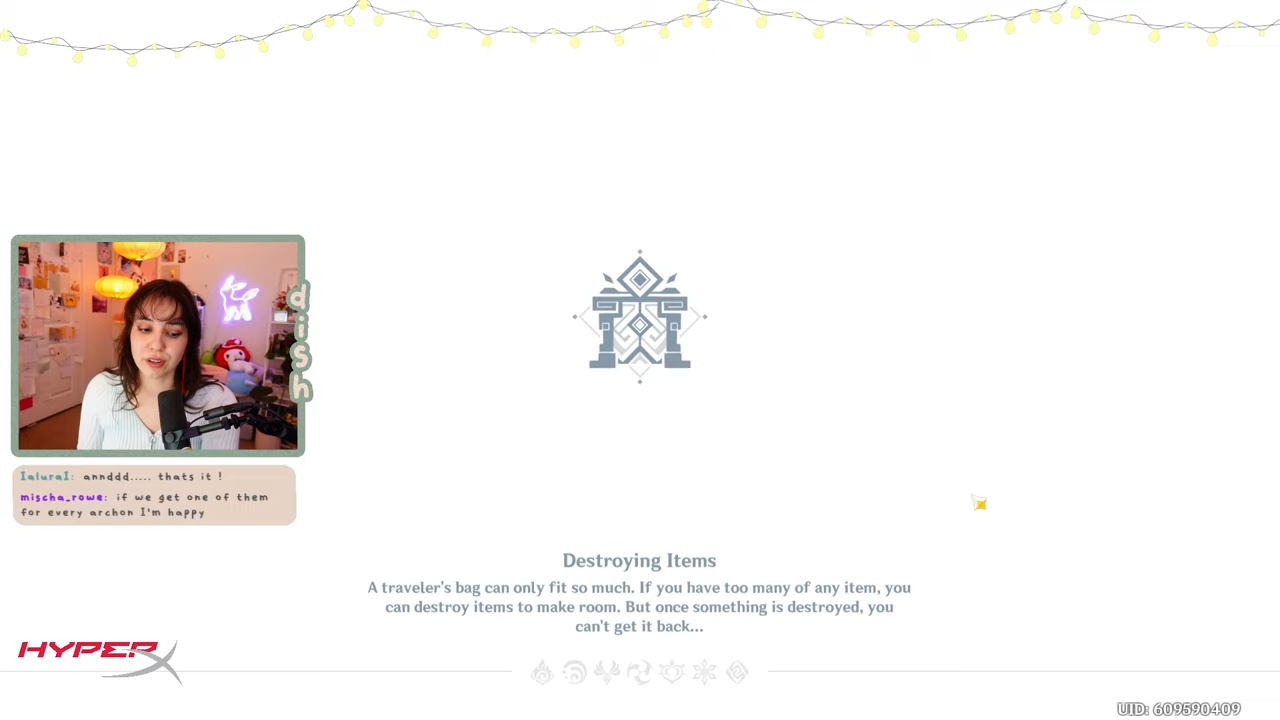 dish
IaluraI: annddd..... thats it !
mischa_rowe: if we get one of them
for every archon I'm happy
Destroying Items
A traveler's bag can only fit so much. If you have too many of any item, you
can destroy items to make room. But once something is destroyed, you
can't get it back...
HYPERX
UID: 609590409